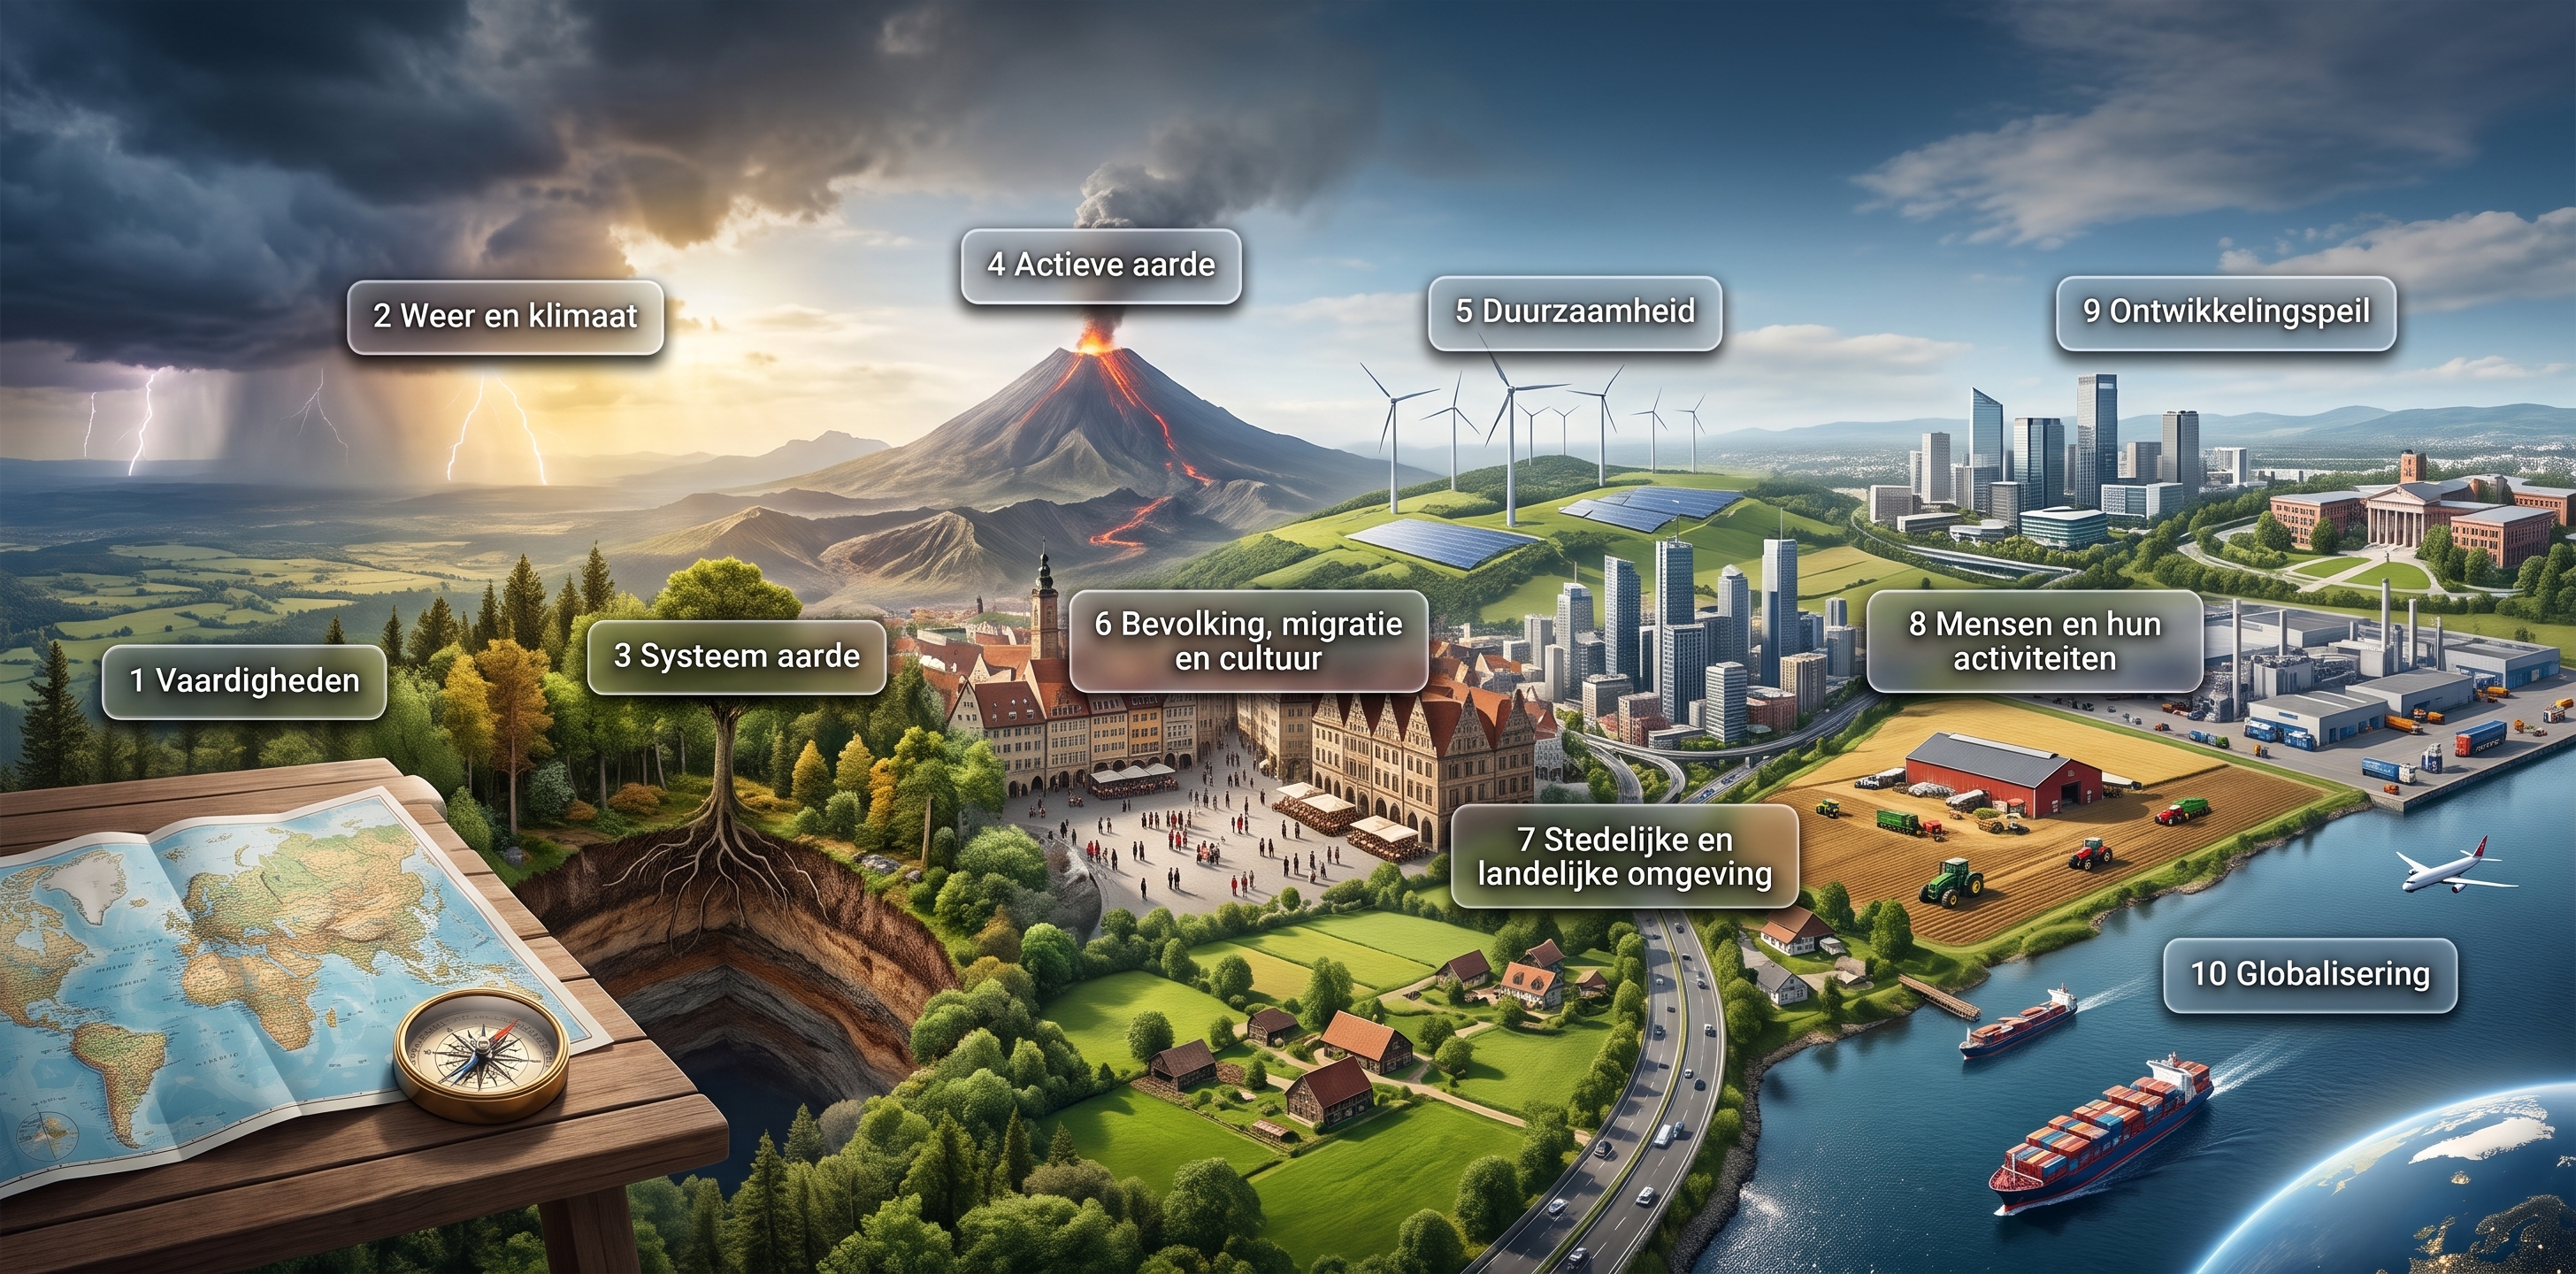 1 Vaardigheden
2 Weer en klimaat
3 Systeem aarde
4 Actieve aarde
5 Duurzaamheid
6 Bevolking, migratie
en cultuur
7 Stedelijke en
landelijke omgeving
8 Mensen en hun
activiteiten
9 Ontwikkelingspeil
10 Globalisering